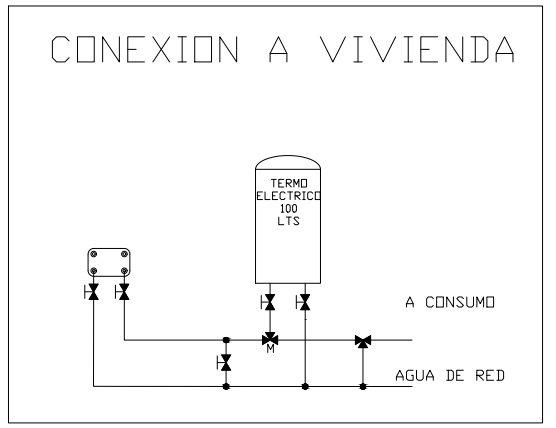 CONEXION A VIVIENDA
TERMO
ELECTRICO
100
LTS
A CONSUMO
M
AGUA DE RED